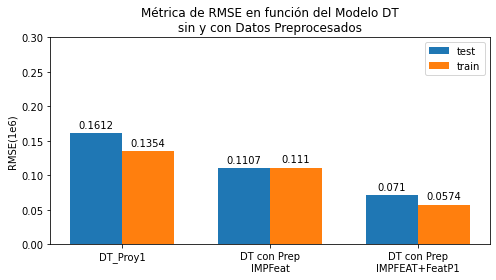 Métrica de RMSE en función del Modelo DT
sin y con Datos Preprocesados
0.30
0.25
0.20
0.15
0.10
0.05
0.00
RMSE(1e6)
test
train
0.1612
0.1354
0.1107
0.111
0.071
0.0574
DT_Proy1
DT con Prep
IMPFeat
DT con Prep
IMPFEAT+FeatP1